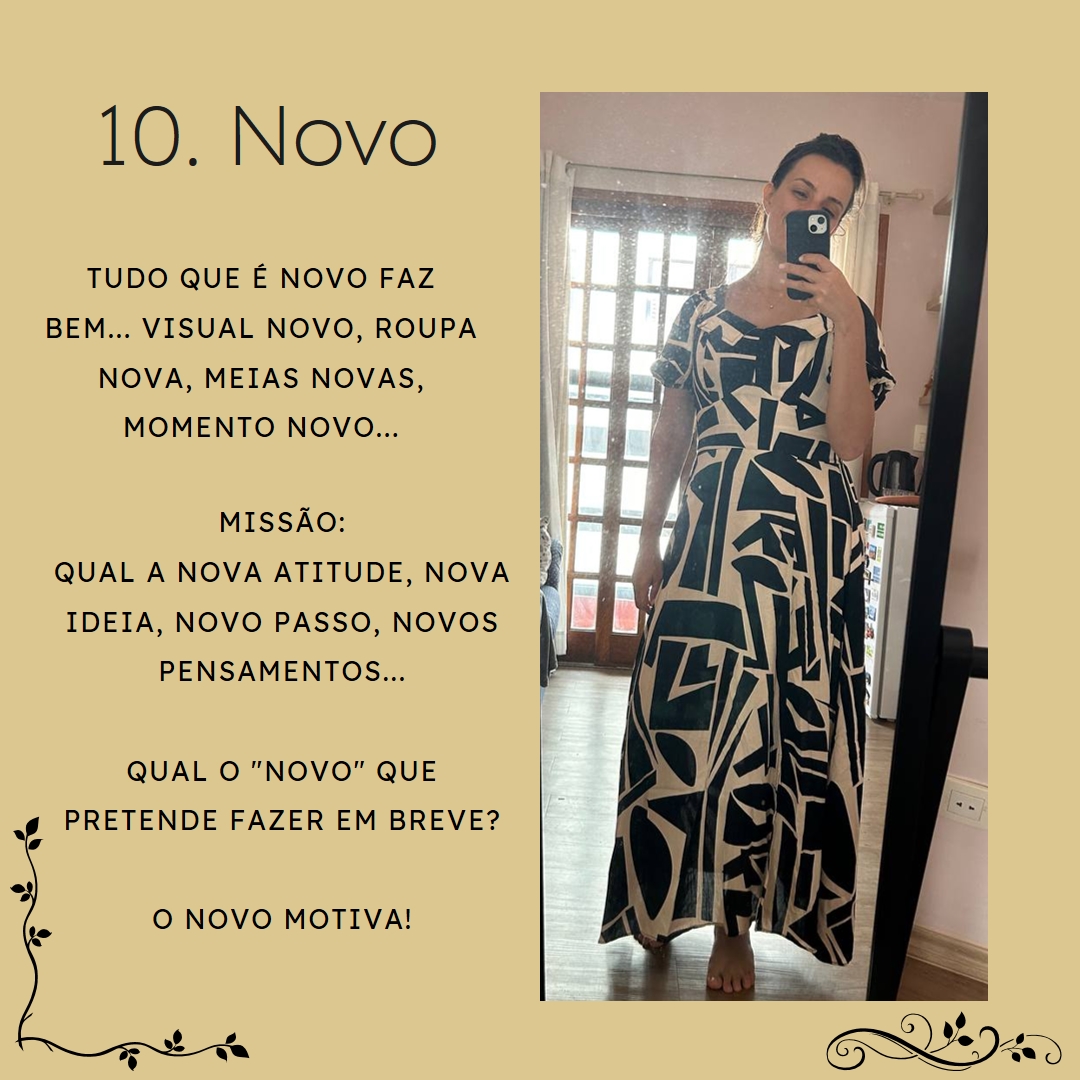 10. Novo
TUDO QUE É NOVO FAZ
BEM... VISUAL NOVO, ROUPA
NOVA, MEIAS NOVAS,
MOMENTO NOVO...
MISSÃO:
QUAL A NOVA ATITUDE, NOVA
IDEIA, NOVO PASSO, NOVOS
PENSAMENTOS...
QUAL O "NOVO" QUE
PRETENDE FAZER EM BREVE?
O NOVO MOTIVA!